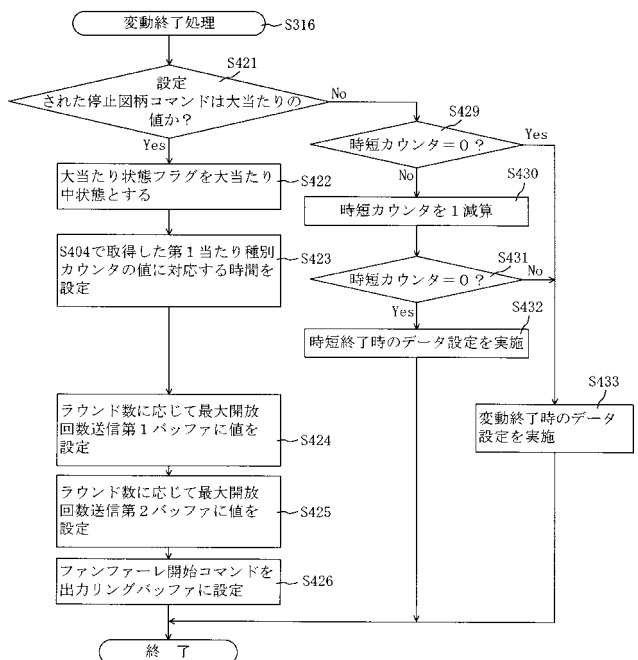 変動終了処理
S316
S421
設定
された停止図柄コマンドは大当たりの
値か?
No
Yes
S429
時短カウンタ=0?
Yes
No
大当たり状態フラグを大当たり
中状態とする
S422
S430
時短カウンタを1減算
S404で取得した第1当たり種別
カウンタの値に対応する時間を
設定
S423
S431
時短カウンタ=0?
No
Yes
S432
時短終了時のデータ設定を実施
S433
変動終了時のデータ
設定を実施
ラウンド数に応じて最大開放
回数送信第1バッファに値を
設定
S424
ラウンド数に応じて最大開放
回数送信第2バッファに値を
設定
S425
ファンファーレ開始コマンドを
出力リングバッファに設定
S426
終 了